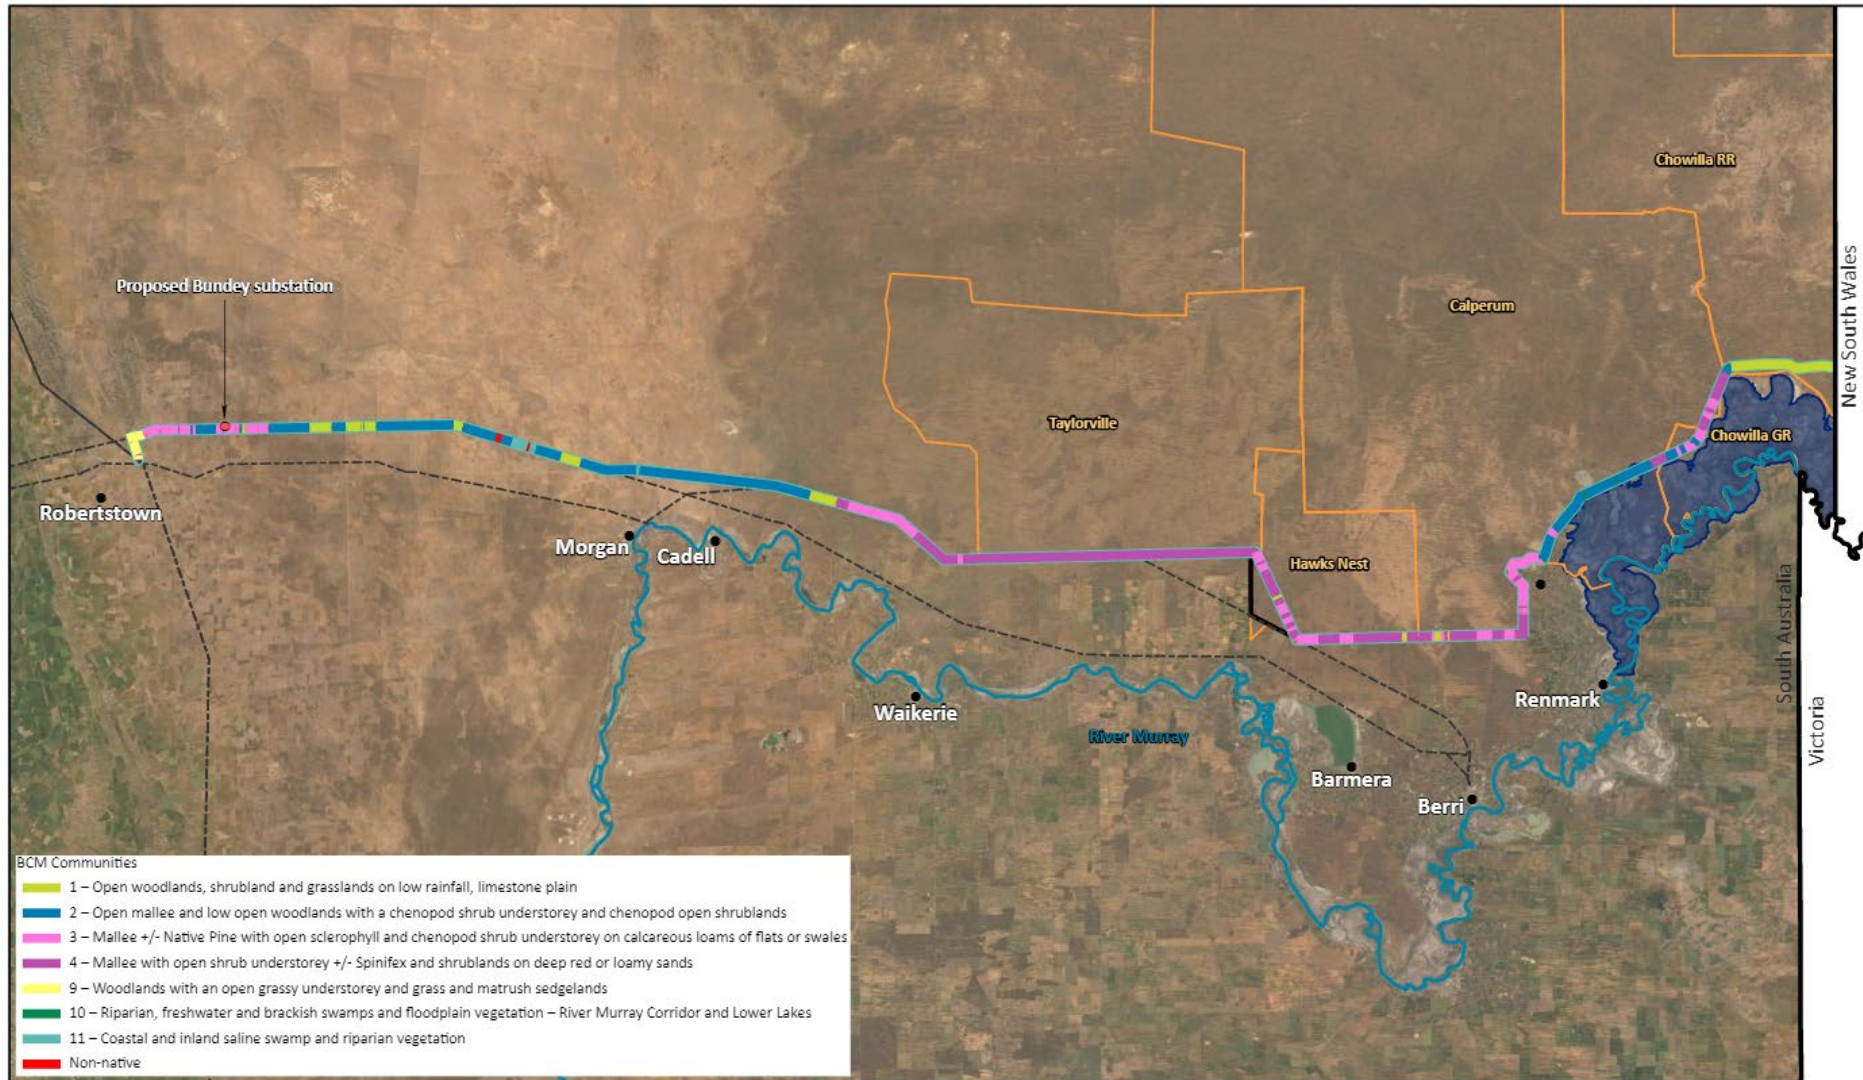 Chowilla RR
New South Wales
Proposed Bundey substation
Calperum
Taylorville
Chowilla GR
Robertstown
Morgan
Cadell
Hawks Nest
South Australia
Renmark
Waikerie
River Murray
Victoria
Barmera
Berri
BCM Communities
1 – Open woodlands, shrubland and grasslands on low rainfall, limestone plain
2 – Open mallee and low open woodlands with a chenopod shrub understorey and chenopod open shrublands
3 – Mallee +/- Native Pine with open sclerophyll and chenopod shrub understorey on calcareous loams of flats or swales
4 – Mallee with open shrub understorey +/- Spinifex and shrublands on deep red or loamy sands
9 – Woodlands with an open grassy understorey and grass and matrush sedgelands
10 – Riparian, freshwater and brackish swamps and floodplain vegetation – River Murray Corridor and Lower Lakes
11 – Coastal and inland saline swamp and riparian vegetation
Non-native